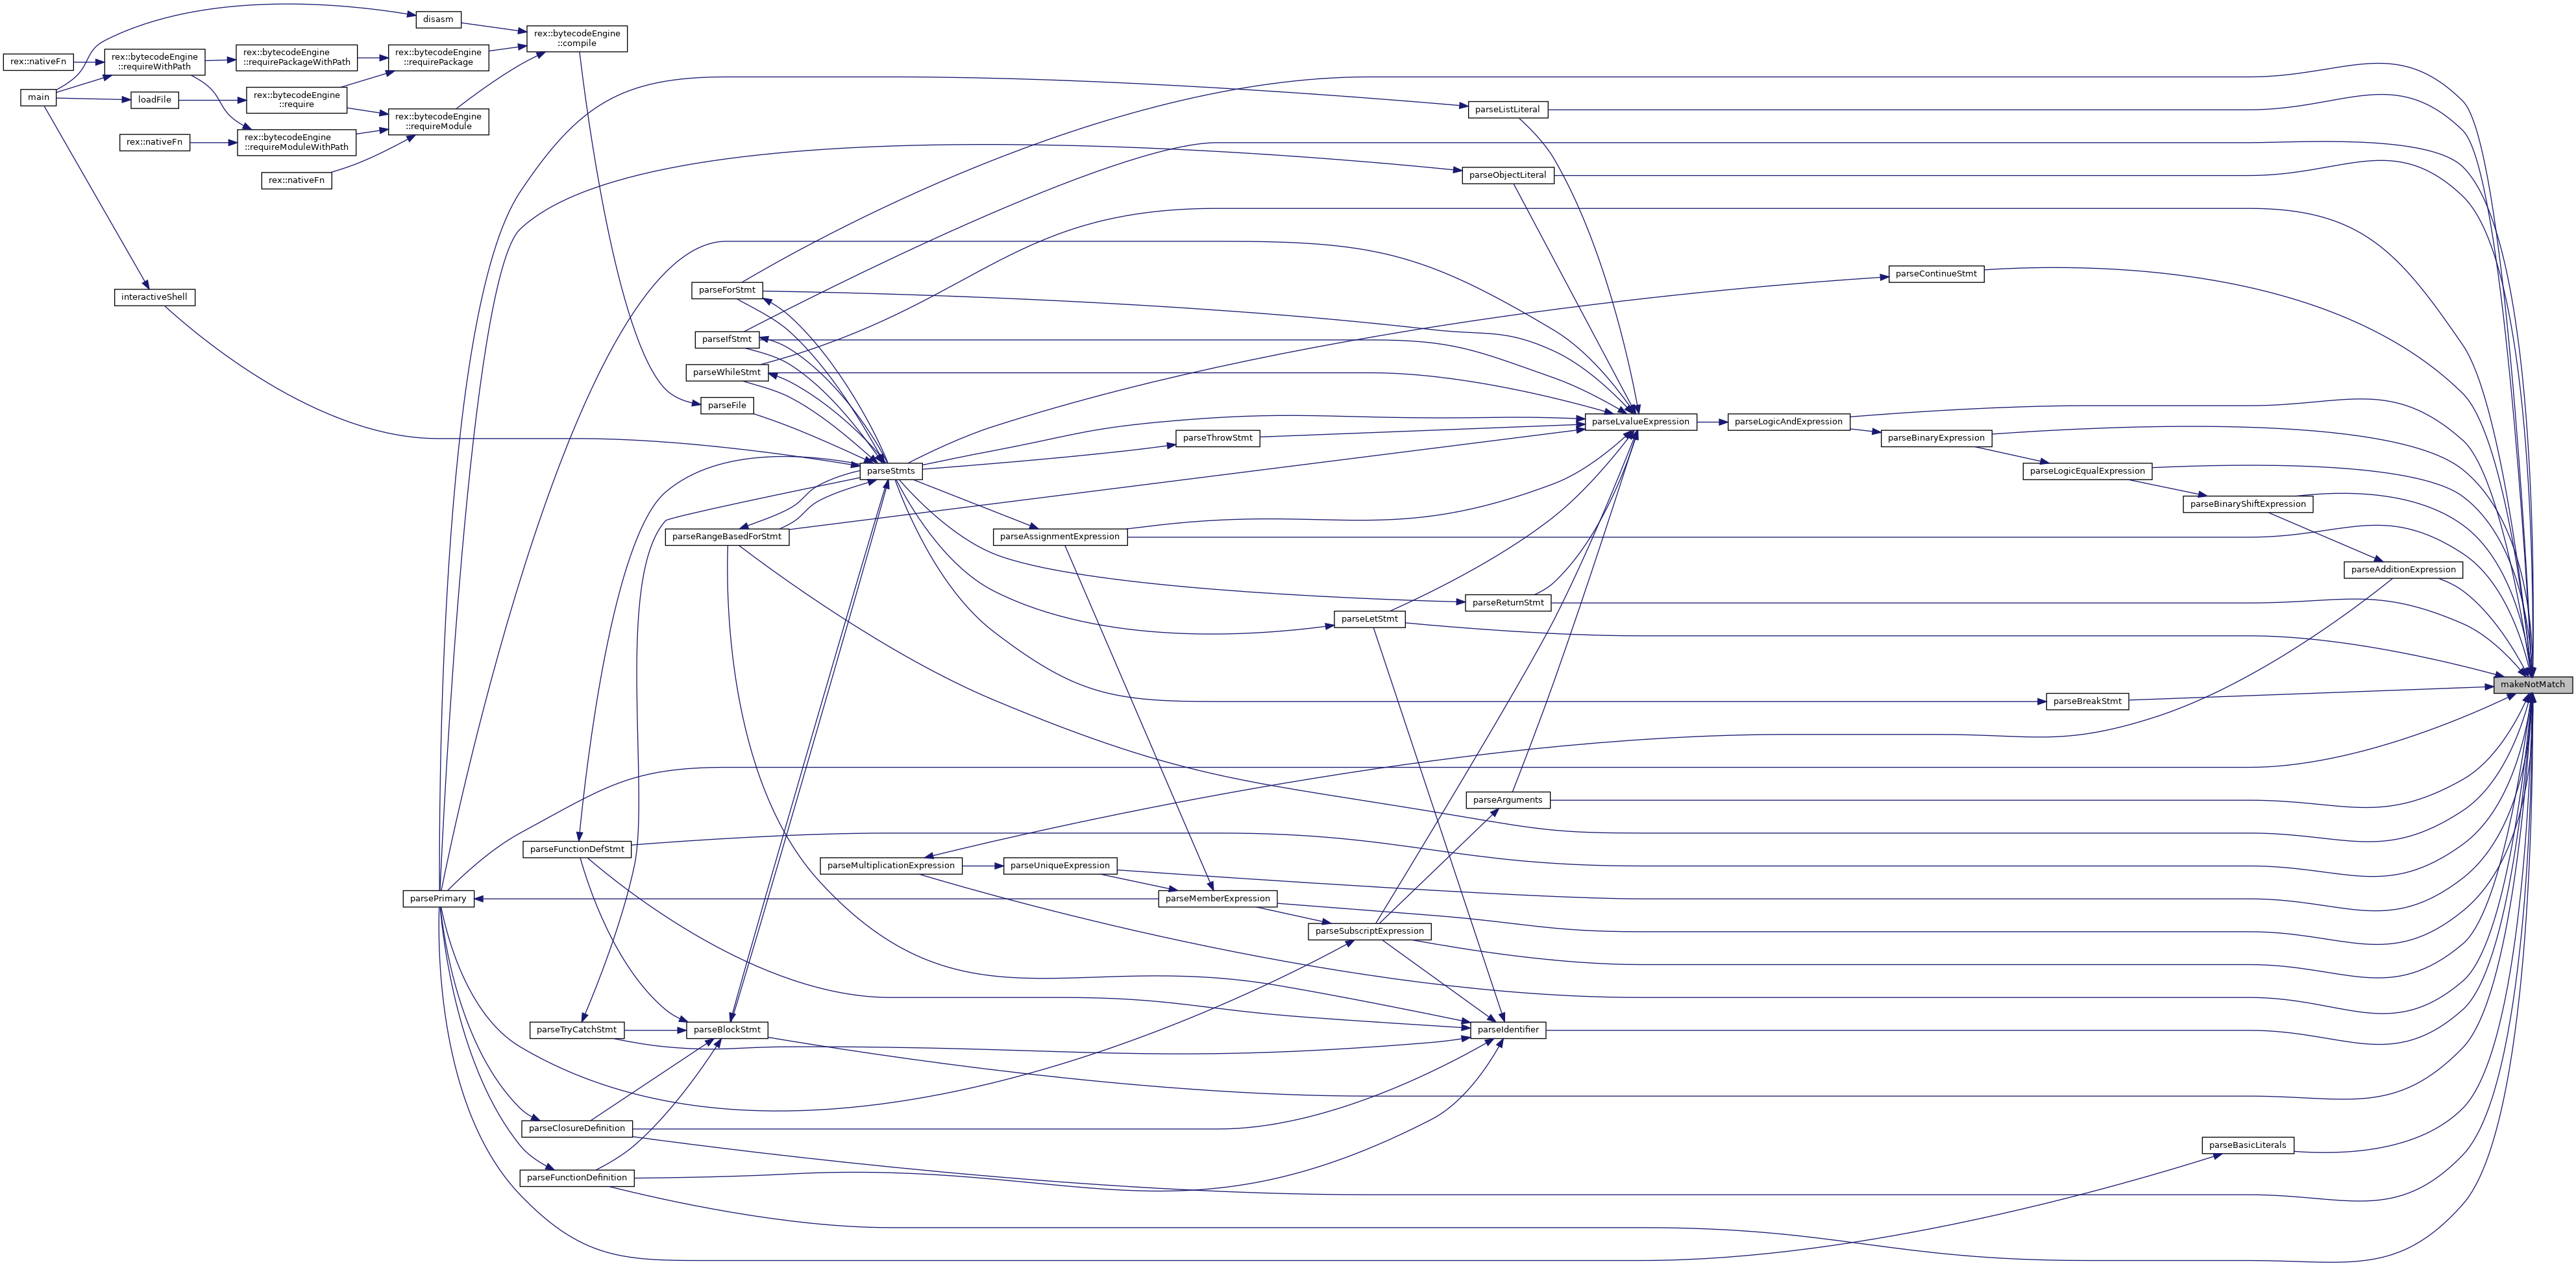 disasm
rex::bytecodeEngine
::compile
rex::nativeFn
rex::bytecodeEngine
::requireWithPath
rex::bytecodeEngine
::requirePackageWithPath
rex::bytecodeEngine
::requirePackage
main
loadFile
rex::bytecodeEngine
::require
rex::bytecodeEngine
::requireModule
rex::nativeFn
rex::bytecodeEngine
::requireModuleWithPath
rex::nativeFn
parseListLiteral
parseObjectLiteral
parseContinueStmt
interactiveShell
parseForStmt
parseIfStmt
parseWhileStmt
parseFile
parseLvalueExpression
parseLogicAndExpression
parseThrowStmt
parseBinaryExpression
parseStmts
parseLogicEqualExpression
parseBinaryShiftExpression
parseRangeBasedForStmt
parseAssignmentExpression
parseAdditionExpression
parseReturnStmt
parseLetStmt
makeNotMatch
parseBreakStmt
parseArguments
parseFunctionDefStmt
parseMultiplicationExpression
parseUniqueExpression
parsePrimary
parseMemberExpression
parseSubscriptExpression
parseTryCatchStmt
parseBlockStmt
parseIdentifier
parseClosureDefinition
parseBasicLiterals
parseFunctionDefinition